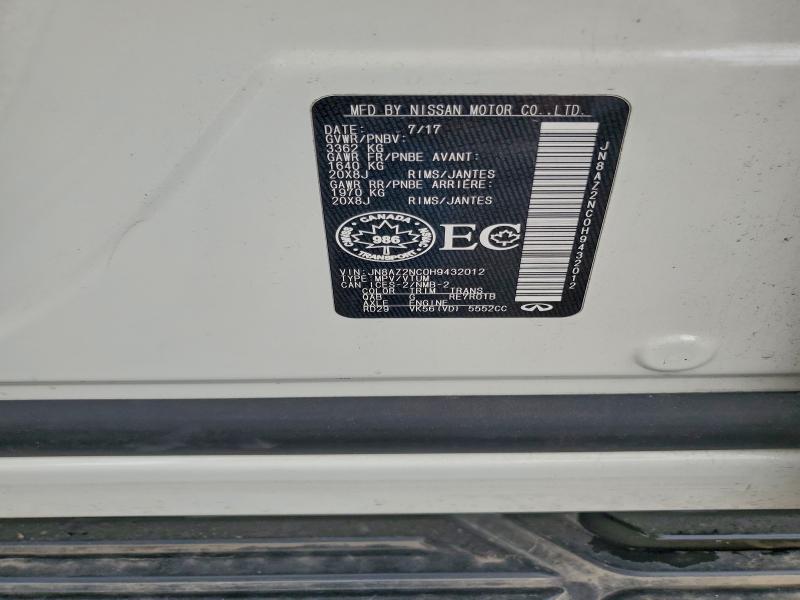 MFD BY NISSAN MOTOR CO.,LTD.
DATE: 7/17
GVWR/PNBV:
3362 KG
GAWR FR/PNBE AVANT:
1640 KG
20X8J RIMS/JANTES
GAWR RR/PNBE ARRIÈRE:
1970 KG
20X8J RIMS/JANTES
CANADA
CMVSS 986 NSVAC
TRANSPORT
EC
VIN: JN8AZ2NC0H9432012
TYPE: MPV/VTUM
CAN ICES-2/NMB-2
COLOR TRIM TRANS
QAB G RE7R01B
AXLE ENGINE
RD29 VK56(VD) 5552CC
JN8AZ2NC0H9432012